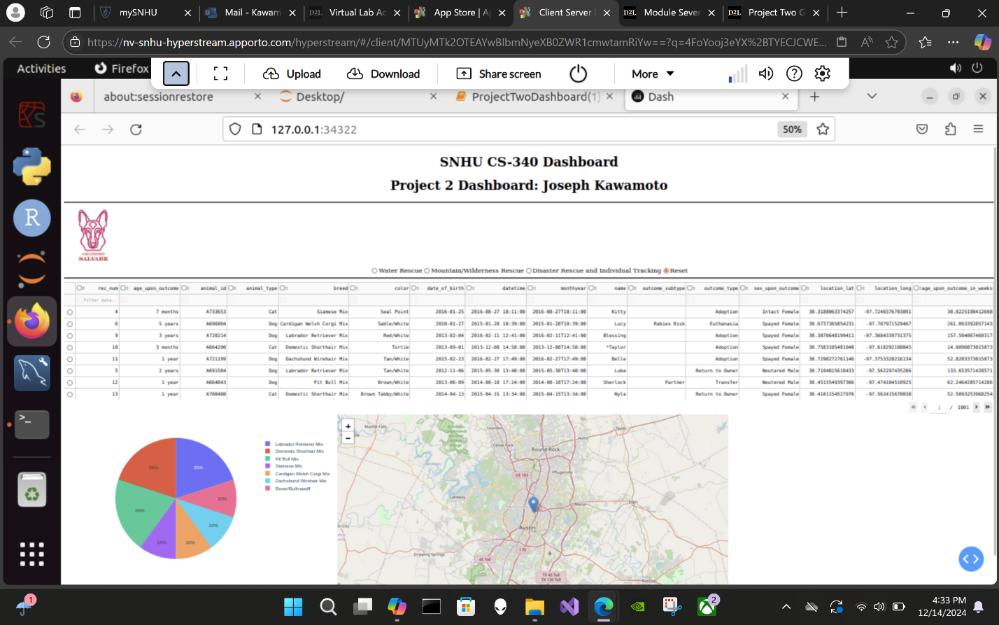 mySNHU
Mail - Kawam
D2L Virtual Lab Ac
App Store | A
Client Server
D2L Module Sever
D2L Project Two G
https://nv-snhu-hyperstream.apporto.com/hyperstream/#/client/MTUyMTk2OTEAYwBlbmNyeXB0ZWR1cmwtamRiYw==?q=4FoYooj3eYX%2BTYECJCWE...
Activities Firefox Upload Download Share screen More
about:sessionrestore Desktop/ ProjectTwoDashboard(1) Dash
127.0.0.1:34322 50%
SNHU CS-340 Dashboard
Project 2 Dashboard: Joseph Kawamoto
GRAZIOSO
SALVARE
Water Rescue Mountain/Wilderness Rescue Disaster Rescue and Individual Tracking Reset
rec_num age_upon_outcome animal_id animal_type breed color date_of_birth datetime monthyear name outcome_subtype outcome_type sex_upon_outcome location_lat location_long age_upon_outcome_in_weeks
filter data...
4 7 months A733653 Cat Siamese Mix Seal Point 2016-01-25 2016-08-27 18:11:00 2016-08-27T18:11:00 Kitty Adoption Intact Female 30.3188063374257 -97.7240376703891 30.8225198412698
6 5 years A696004 Dog Cardigan Welsh Corgi Mix Sable/White 2010-01-27 2015-01-28 10:39:00 2015-01-28T10:39:00 Lucy Rabies Risk Euthanasia Spayed Female 30.6737365854231 -97.707971529467 261.063392857143
9 3 years A720214 Dog Labrador Retriever Mix Red/White 2013-02-04 2016-02-11 12:41:00 2016-02-11T12:41:00 Blessing Adoption Spayed Female 30.3870648199411 -97.3684339731375 157.504067460317
10 3 months A664290 Cat Domestic Shorthair Mix Tortie 2013-09-01 2013-12-08 14:58:00 2013-12-08T14:58:00 *Taylor Adoption Spayed Female 30.7583105481048 -97.618292198845 14.0890873015873
11 1 year A721199 Dog Dachshund Wirehair Mix Tan/White 2015-02-23 2016-02-27 17:49:00 2016-02-27T17:49:00 Belle Adoption Spayed Female 30.7290272761146 -97.3753328216134 52.8203373015873
5 2 years A691584 Dog Labrador Retriever Mix Tan/White 2012-11-06 2015-05-30 13:48:00 2015-05-30T13:48:00 Luke Return to Owner Neutered Male 30.7104815618433 -97.562297435286 133.653571428571
12 1 year A664843 Dog Pit Bull Mix Brown/White 2013-06-09 2014-08-18 17:24:00 2014-08-18T17:24:00 Sherlock Partner Transfer Neutered Male 30.4515549397366 -97.474104510925 62.2464285714286
13 1 year A700408 Cat Domestic Shorthair Mix Brown Tabby/White 2014-04-13 2015-04-15 13:34:00 2015-04-15T13:34:00 Nyla Return to Owner Spayed Female 30.4101154527976 -97.562415678838 52.5093253968254
1 / 1001
Labrador Retriever Mix
Domestic Shorthair Mix
Pit Bull Mix
Siamese Mix
Cardigan Welsh Corgi Mix
Dachshund Wirehair Mix
Boxer/Bullmastiff
20%
20%
20%
10%
10%
10%
10%
+
−
Marble Falls
Leander
Taylor
Cedar Park
Round Rock
Hutto
US 183
Pflugerville
Lakeway
Manor
Elgin
Austin
Dripping Springs
I 35
45 Toll
TX 45 Toll
TX 130 Toll
Bastrop
1
2
4:33 PM
12/14/2024